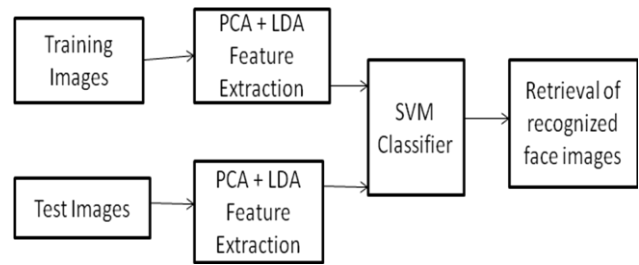 Training
Images
PCA + LDA
Feature
Extraction
SVM
Classifier
Retrieval of
recognized
face images
Test Images
PCA + LDA
Feature
Extraction